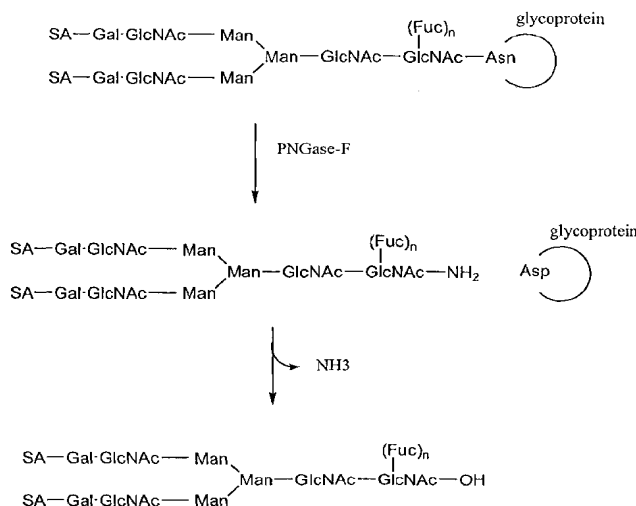 glycoprotein
(Fuc)n
SA—Gal·GlcNAc—Man
Man—GlcNAc—GlcNAc—Asn
SA—Gal·GlcNAc—Man
PNGase-F
glycoprotein
(Fuc)n
SA—Gal·GlcNAc—Man
Man—GlcNAc—GlcNAc—NH2 Asp
SA—Gal·GlcNAc—Man
NH3
(Fuc)n
SA—Gal·GlcNAc—Man
Man—GlcNAc—GlcNAc—OH
SA—Gal·GlcNAc—Man